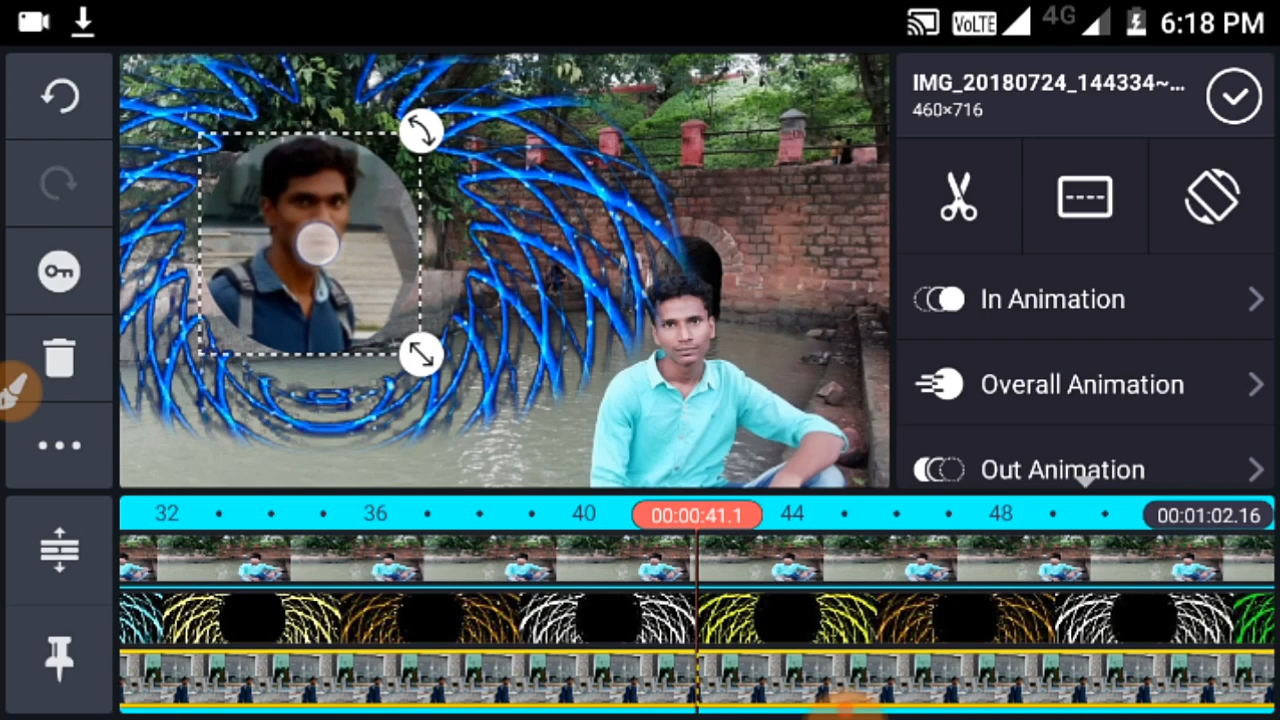 VoLTE 4G 6:18 PM
IMG_20180724_144334~...
460×716
In Animation
Overall Animation
Out Animation
32 36 40 00:00:41.1 44 48 00:01:02.16